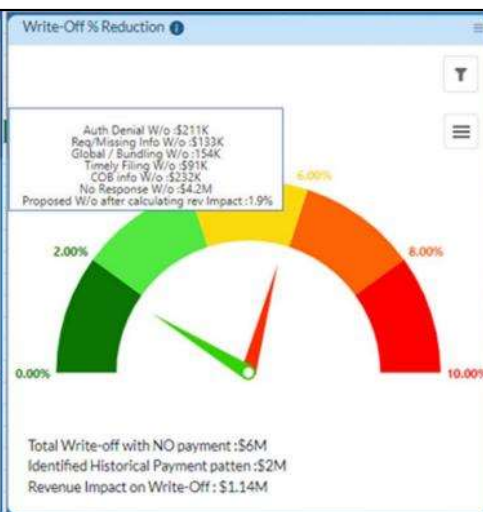 Write-Off % Reduction i
Auth Denial W/o :$211K
Req/Missing Info W/o :$133K
Global / Bundling W/o :154K
Timely Filing W/o :$91K
COB info W/o :$232K
No Response W/o :$4.2M
Proposed W/o after calculating rev Impact :1.9%
6.00%
2.00%
8.00%
0.00%
10.00%
Total Write-off with NO payment :$6M
Identified Historical Payment patten :$2M
Revenue Impact on Write-Off : $1.14M